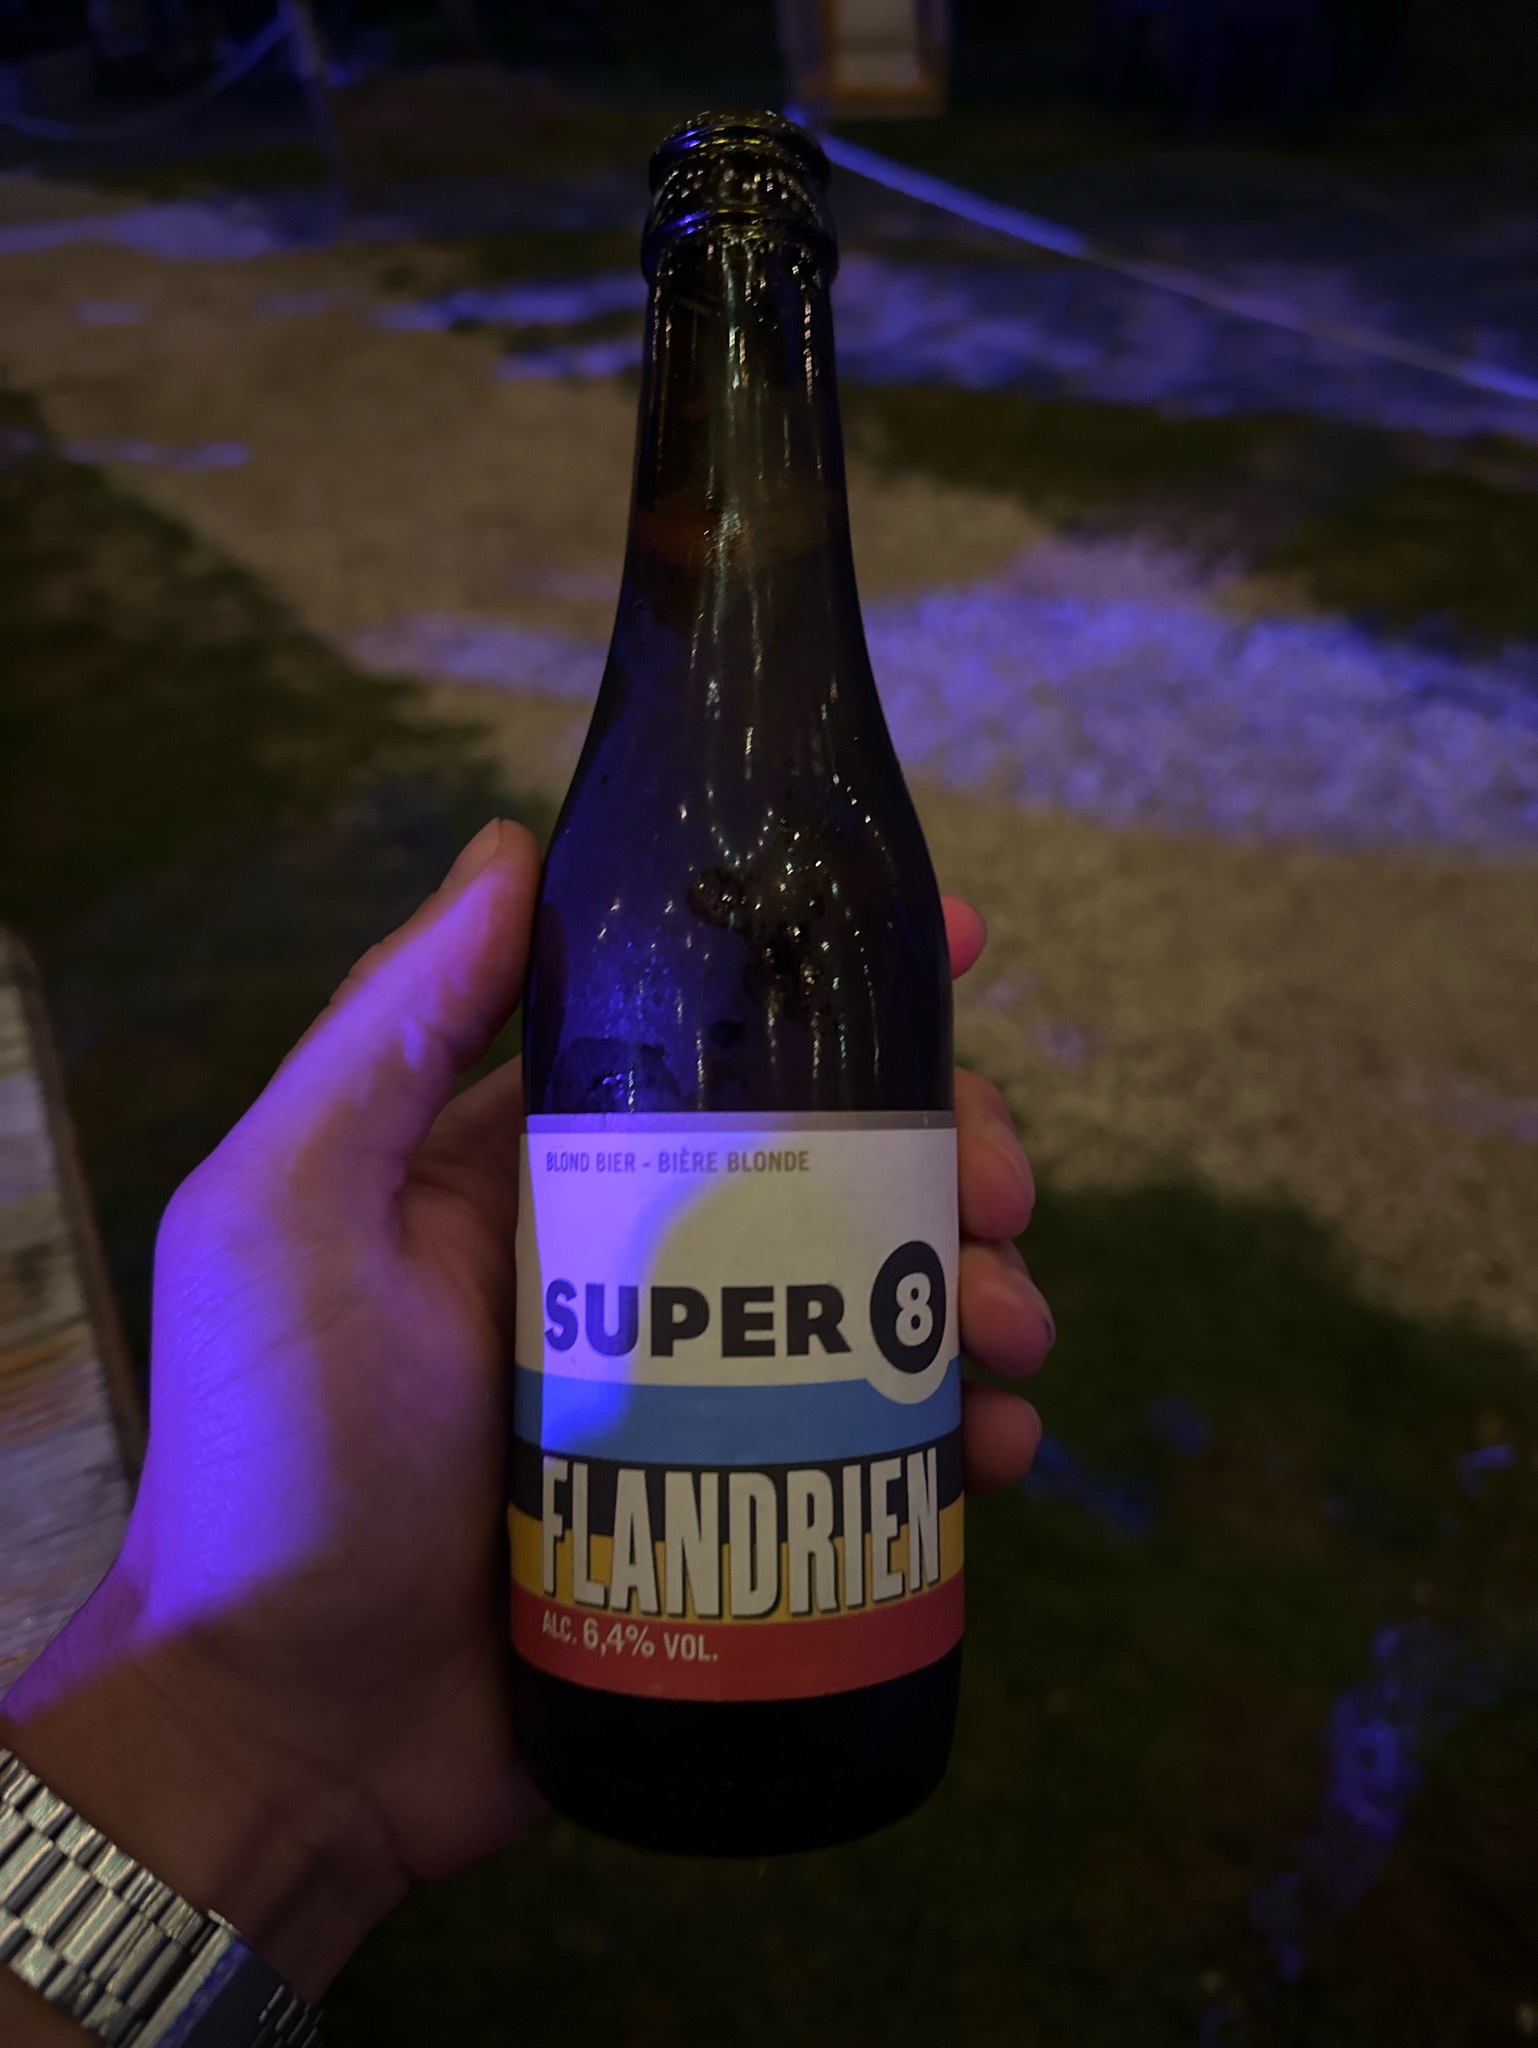 BLOND BIER - BIÈRE BLONDE
SUPER 8
FLANDRIEN
ALC. 6,4% VOL.